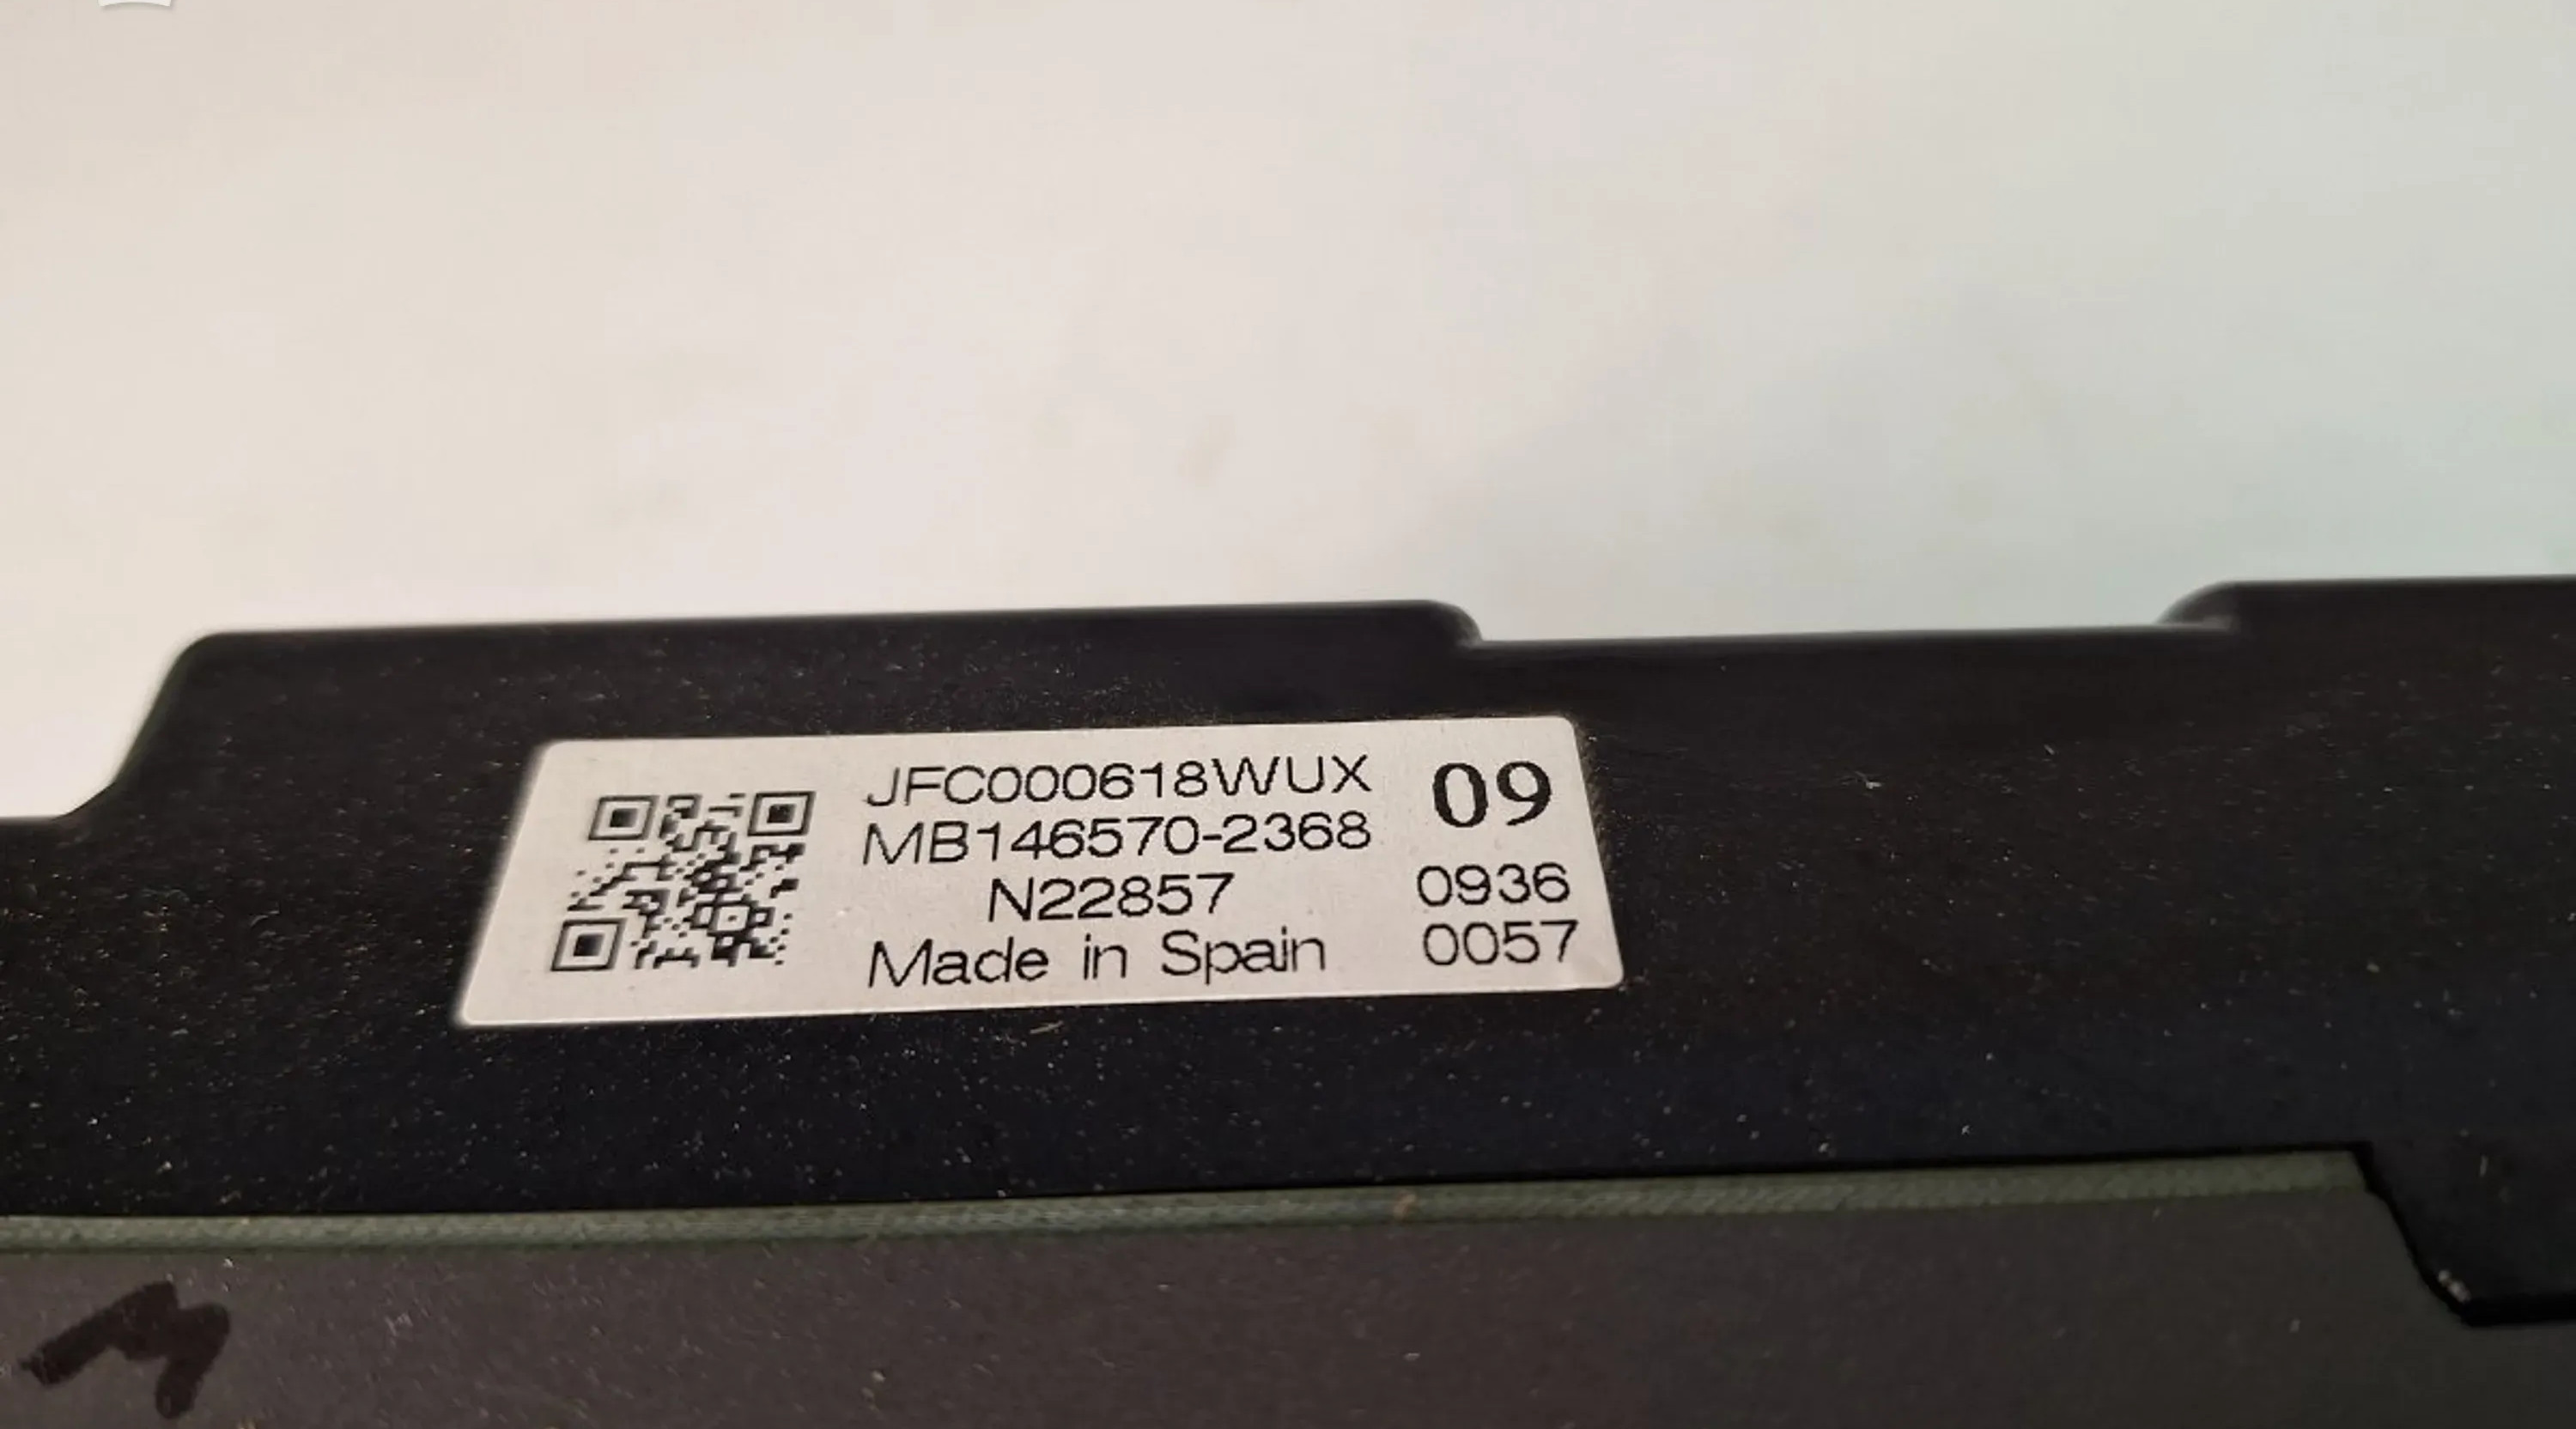 JFC000618WUX
MB146570-2368
N22857
Made in Spain
09
0936
0057